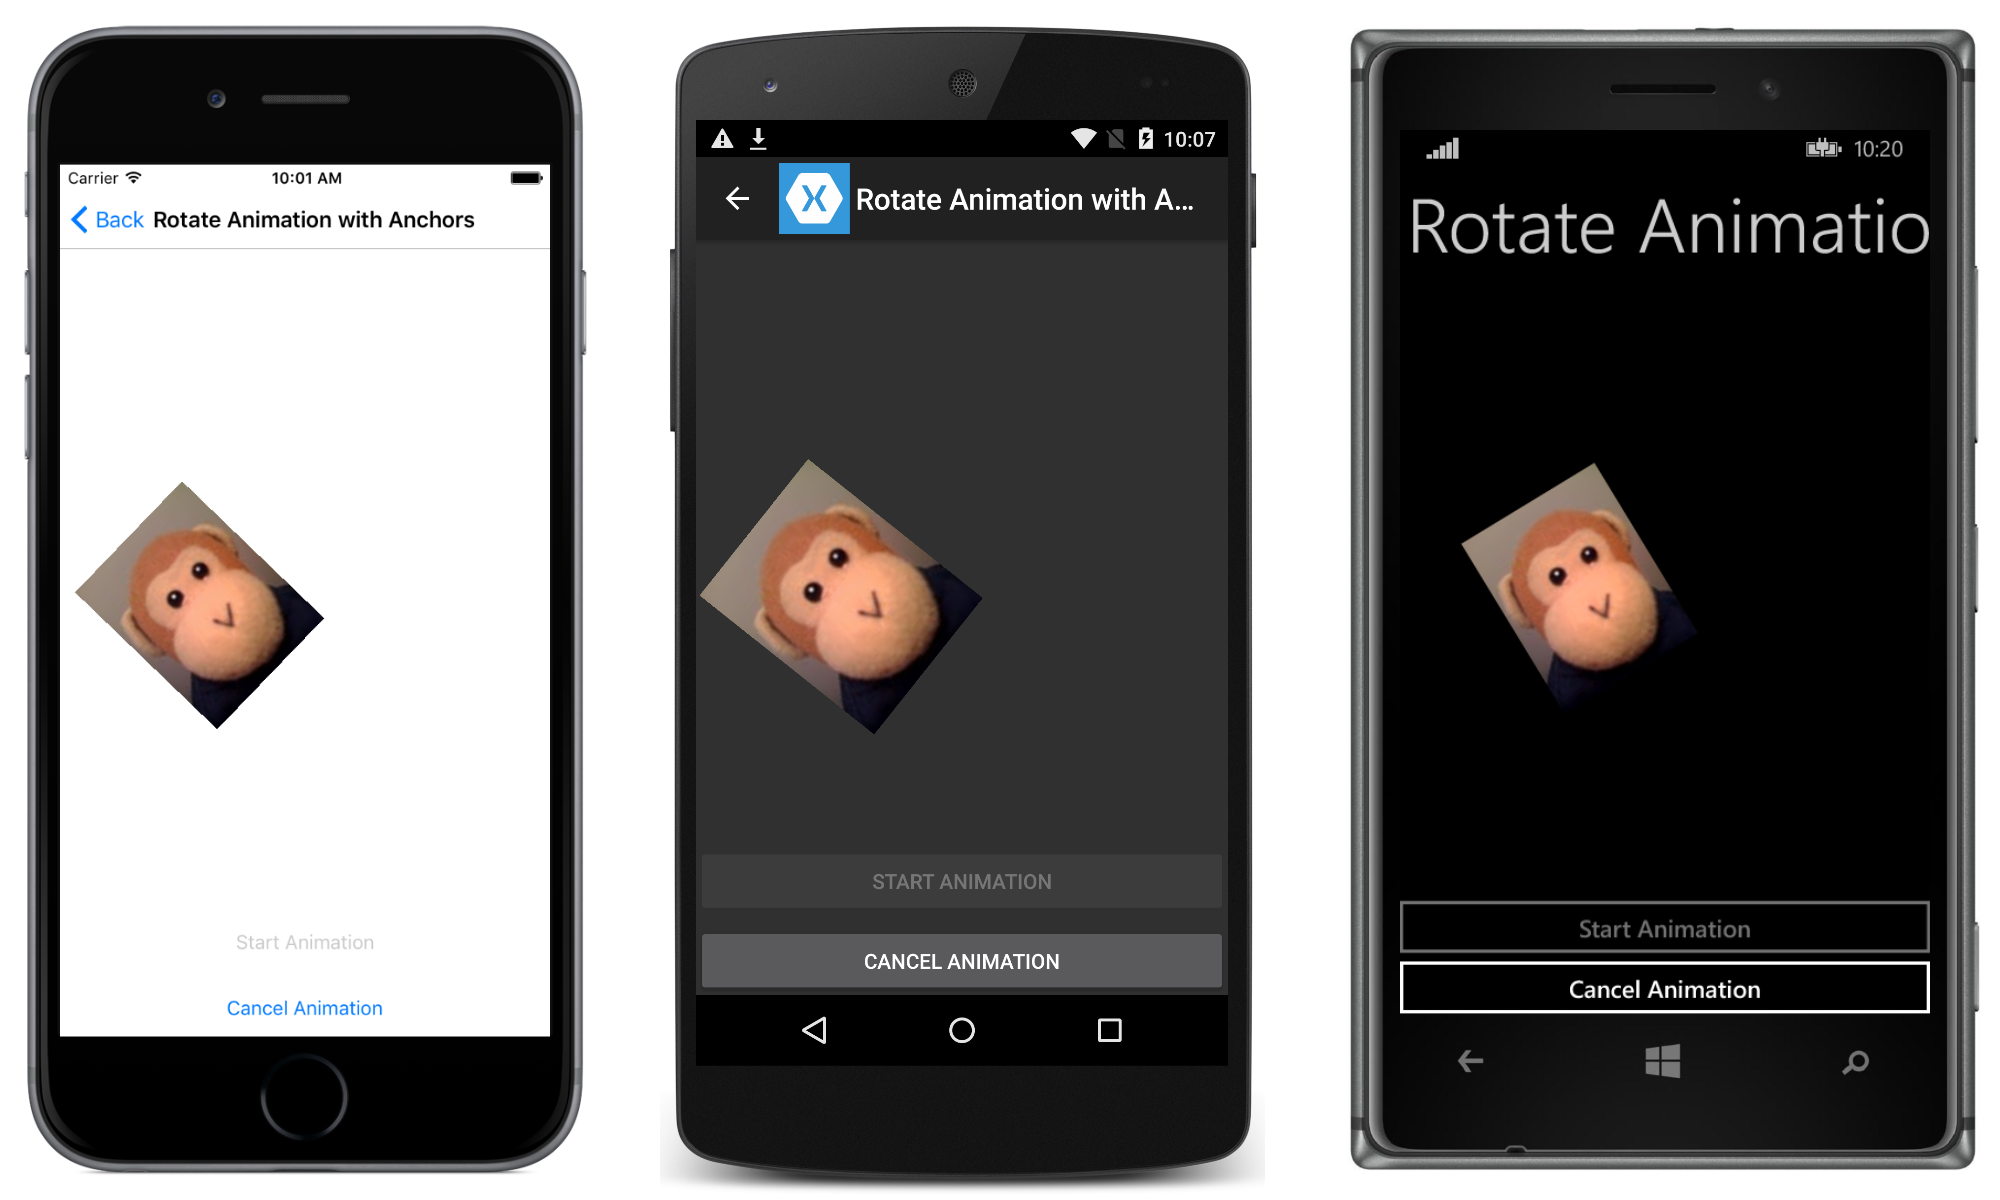 Carrier 10:01 AM
Back Rotate Animation with Anchors
Start Animation
Cancel Animation
10:07
X Rotate Animation with A...
START ANIMATION
CANCEL ANIMATION
10:20
Rotate Animatio
Start Animation
Cancel Animation